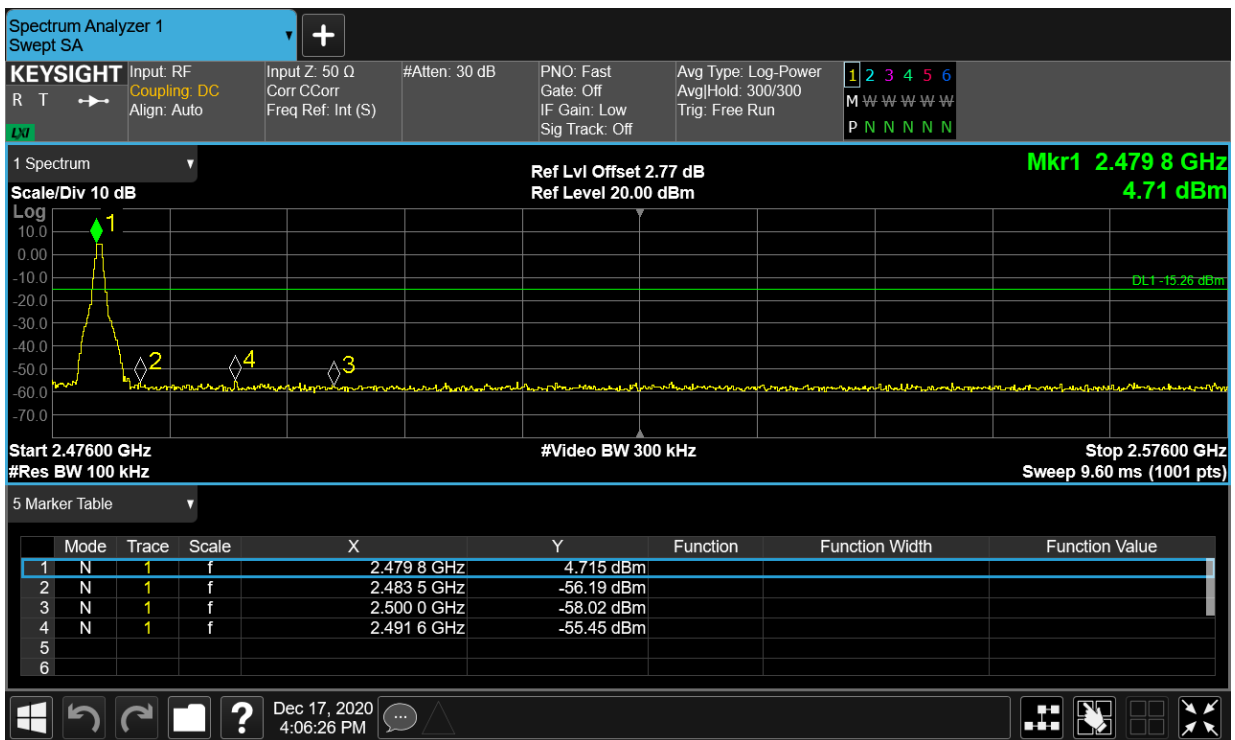 Spectrum Analyzer 1
Swept SA
KEYSIGHT
R T
LXI
Input: RF
Coupling: DC
Align: Auto
Input Z: 50 Ω
Corr CCorr
Freq Ref: Int (S)
#Atten: 30 dB
PNO: Fast
Gate: Off
IF Gain: Low
Sig Track: Off
Avg Type: Log-Power
Avg|Hold: 300/300
Trig: Free Run
1 2 3 4 5 6
M W W W W W
P N N N N N
1 Spectrum
Scale/Div 10 dB
Ref Lvl Offset 2.77 dB
Ref Level 20.00 dBm
Mkr1 2.479 8 GHz
4.71 dBm
Log
10.0
0.00
-10.0
-20.0
-30.0
-40.0
-50.0
-60.0
-70.0
1
2
4
3
DL1 -15.26 dBm
Start 2.47600 GHz
#Res BW 100 kHz
#Video BW 300 kHz
Stop 2.57600 GHz
Sweep 9.60 ms (1001 pts)
5 Marker Table
Mode Trace Scale X Y Function Function Width Function Value
1 N 1 f 2.479 8 GHz 4.715 dBm
2 N 1 f 2.483 5 GHz -56.19 dBm
3 N 1 f 2.500 0 GHz -58.02 dBm
4 N 1 f 2.491 6 GHz -55.45 dBm
5
6
?
Dec 17, 2020
4:06:26 PM